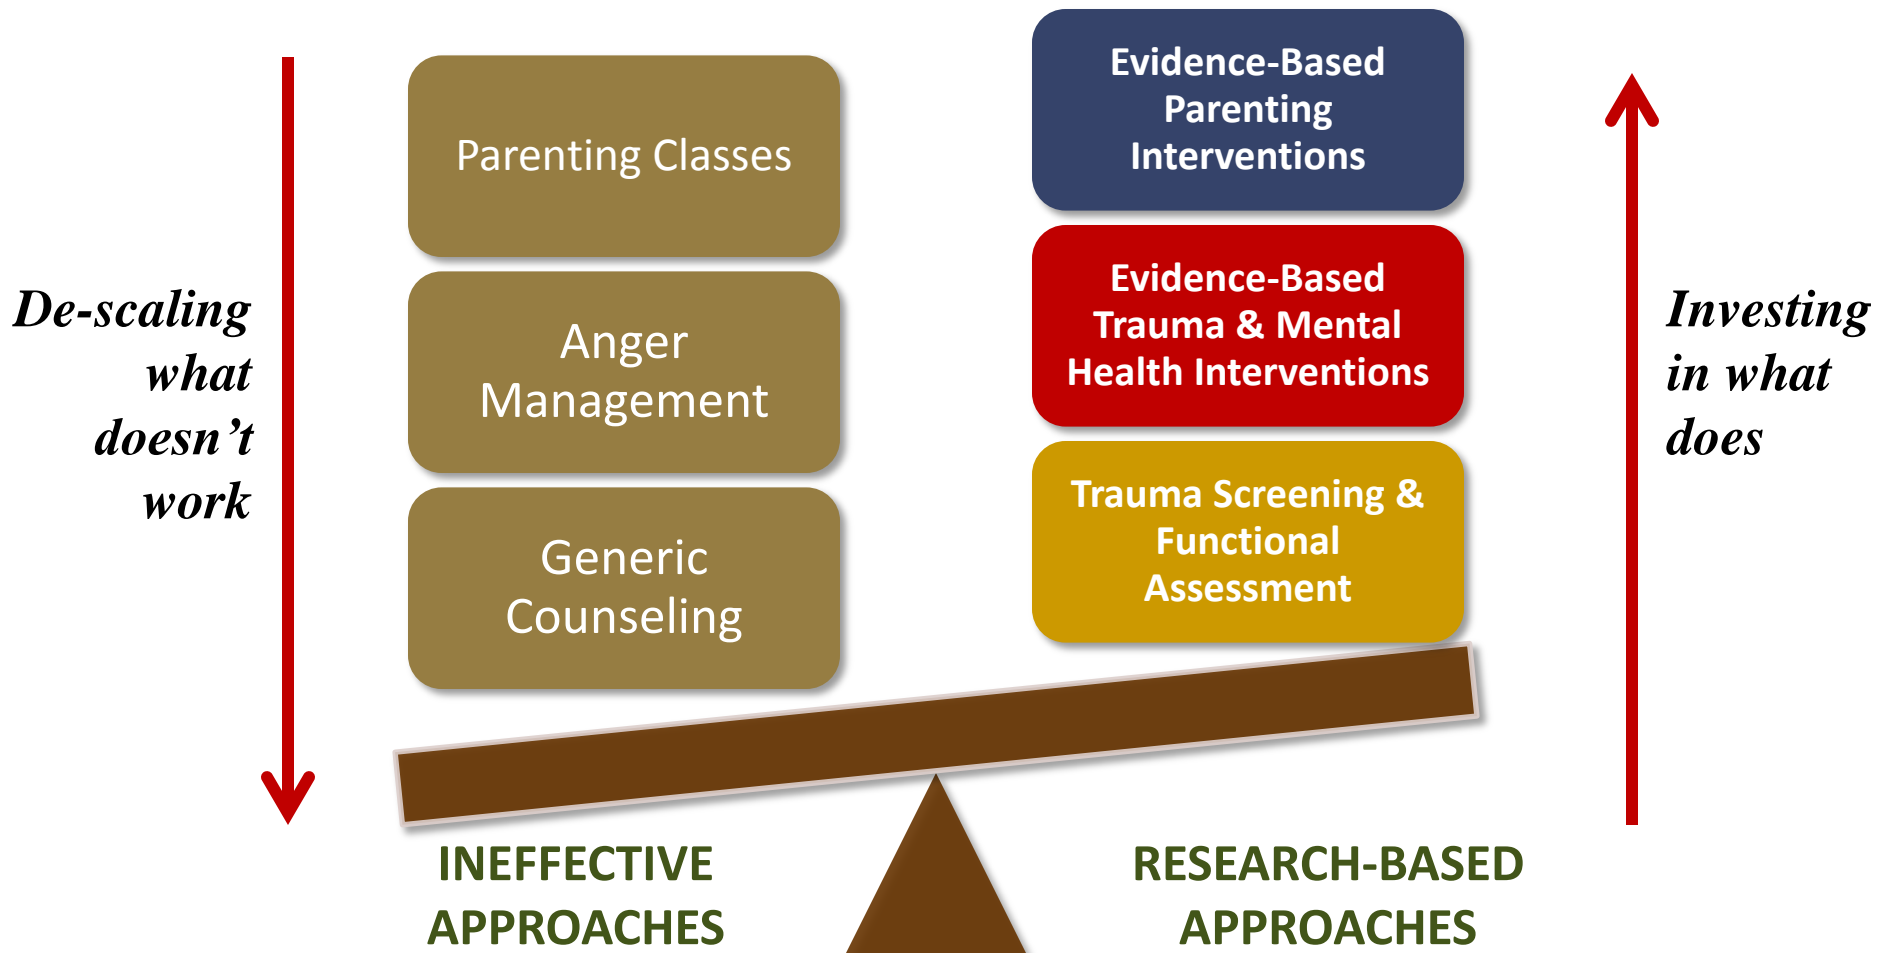 De-scaling
what
doesn’t
work
Parenting Classes
Anger
Management
Generic
Counseling
INEFFECTIVE
APPROACHES
Evidence-Based
Parenting
Interventions
Evidence-Based
Trauma & Mental
Health Interventions
Trauma Screening &
Functional
Assessment
RESEARCH-BASED
APPROACHES
Investing
in what
does